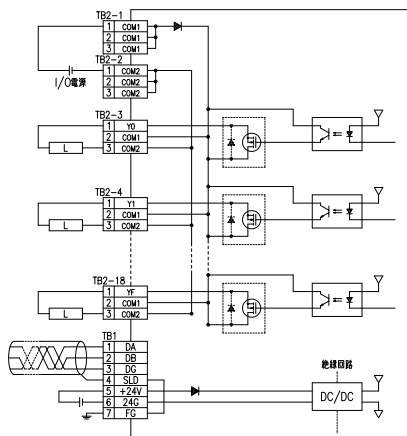 TB2-1
1 COM1
2 COM1
3 COM1
TB2-2
1 COM2
2 COM2
3 COM2
I/O電源
TB2-3
1 Y0
2 COM1
3 COM2
L
TB2-4
1 Y1
2 COM1
3 COM2
L
TB2-18
1 YF
2 COM1
3 COM2
L
TB1
1 DA
2 DB
3 DG
4 SLD
5 +24V
6 24G
7 FG
絶縁回路
DC/DC